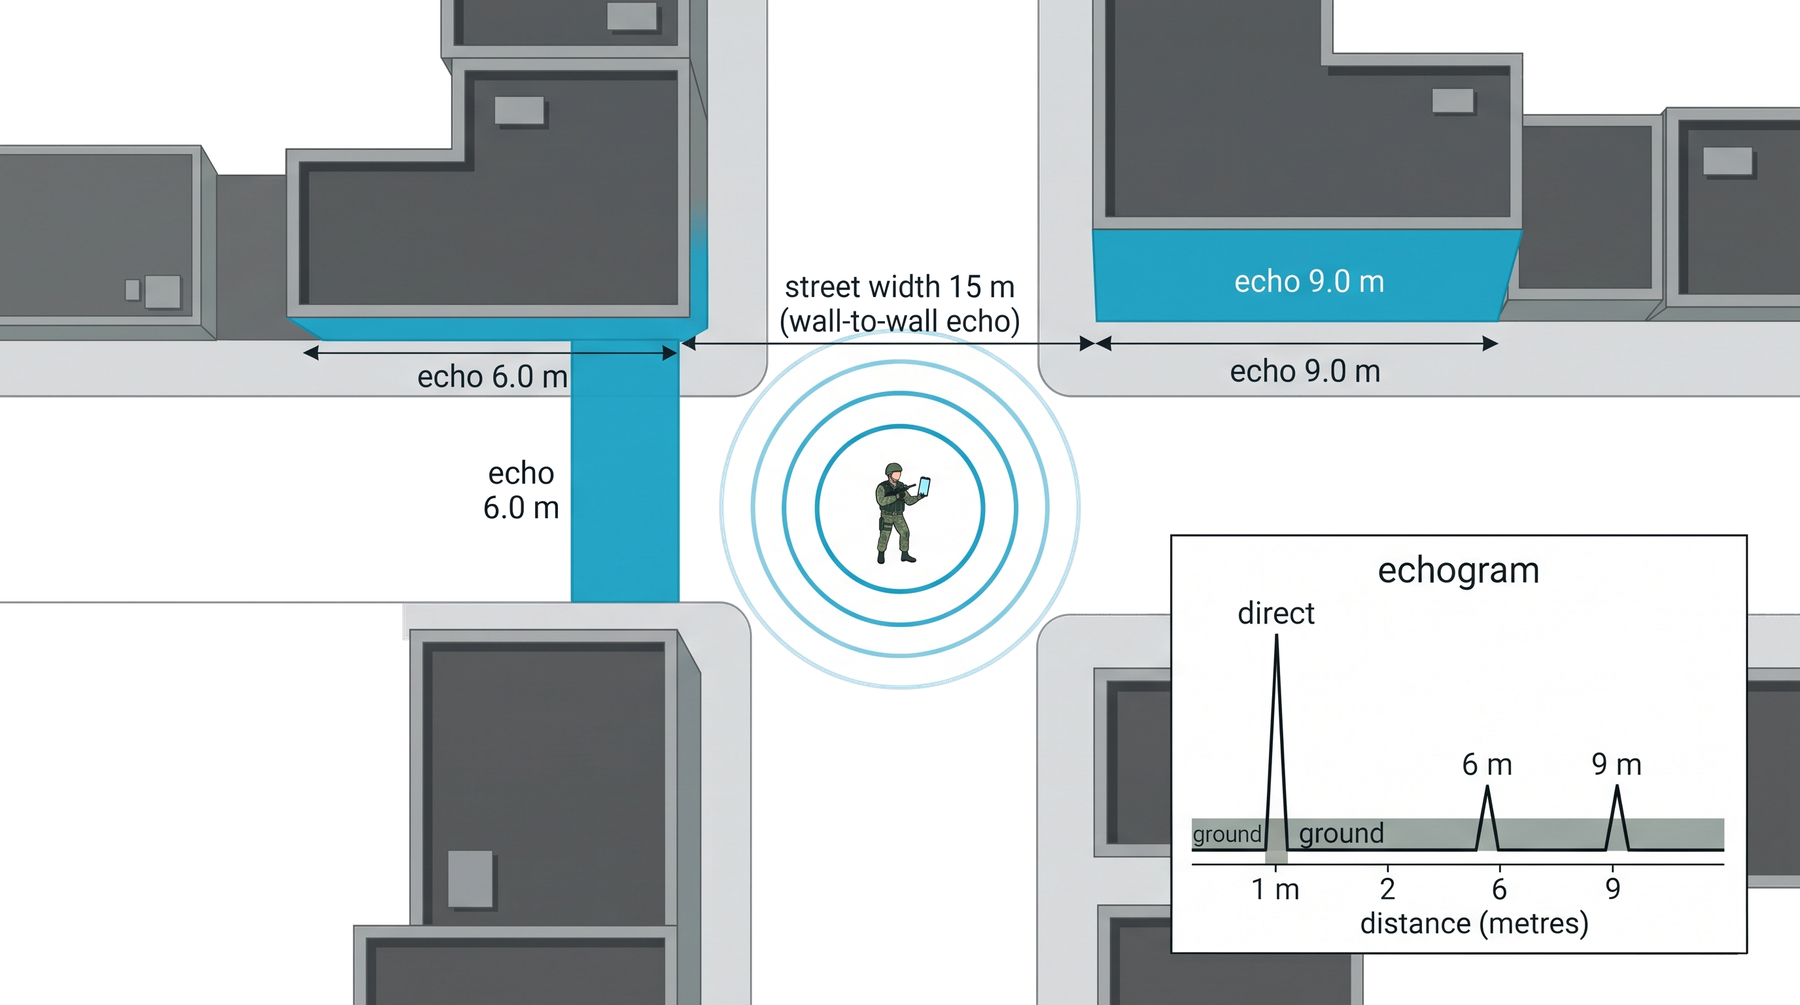 street width 15 m
(wall-to-wall echo)
echo 9.0 m
echo 6.0 m
echo 9.0 m
echo
6.0 m
echogram
direct
6 m
9 m
ground
ground
1 m
2
6
9
distance (metres)